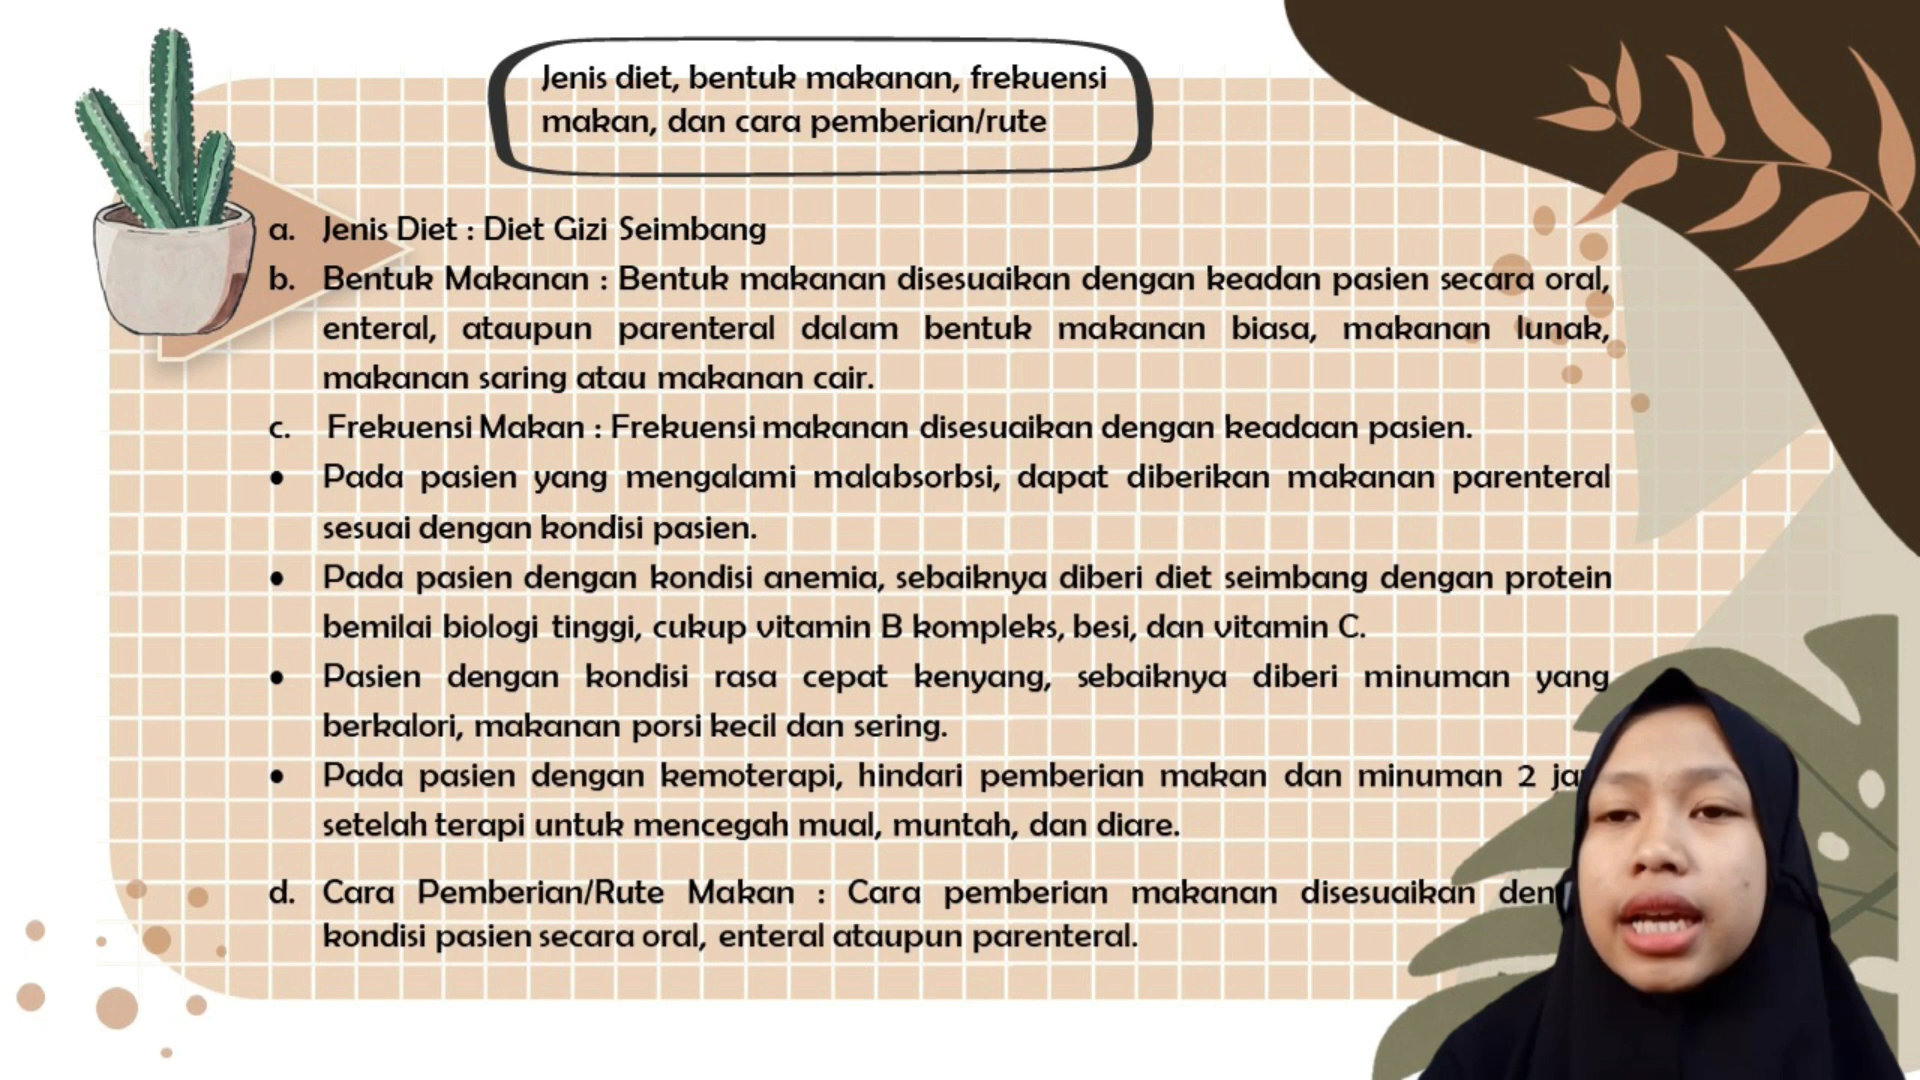 Jenis diet, bentuk makanan, frekuensi
makan, dan cara pemberian/rute
a. Jenis Diet : Diet Gizi Seimbang
b. Bentuk Makanan : Bentuk makanan disesuaikan dengan keadan pasien secara oral,
enteral, ataupun parenteral dalam bentuk makanan biasa, makanan lunak,
makanan saring atau makanan cair.
c. Frekuensi Makan : Frekuensi makanan disesuaikan dengan keadaan pasien.
• Pada pasien yang mengalami malabsorbsi, dapat diberikan makanan parenteral
sesuai dengan kondisi pasien.
• Pada pasien dengan kondisi anemia, sebaiknya diberi diet seimbang dengan protein
bemilai biologi tinggi, cukup vitamin B kompleks, besi, dan vitamin C.
• Pasien dengan kondisi rasa cepat kenyang, sebaiknya diberi minuman yang
berkalori, makanan porsi kecil dan sering.
• Pada pasien dengan kemoterapi, hindari pemberian makan dan minuman 2
setelah terapi untuk mencegah mual, muntah, dan diare.
d. Cara Pemberian/Rute Makan : Cara pemberian makanan disesuaikan
kondisi pasien secara oral, enteral ataupun parenteral.